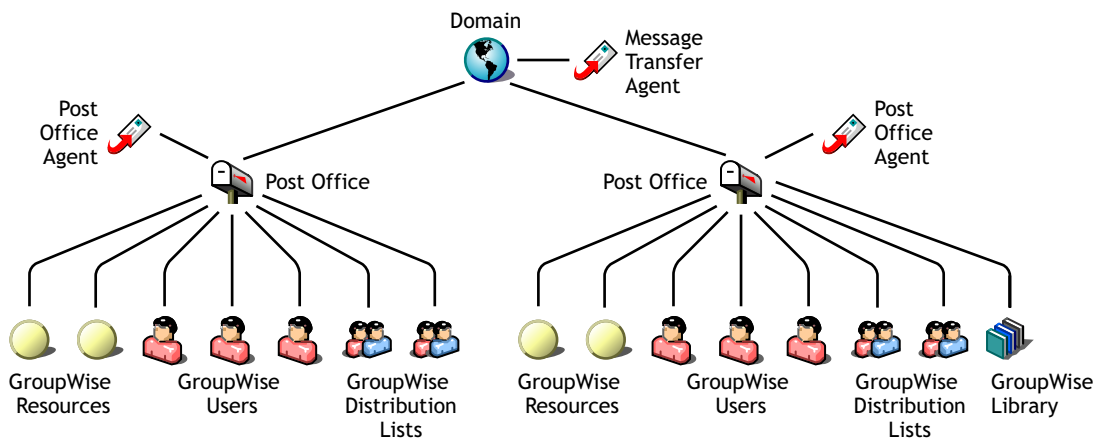 Domain
Message
Transfer
Agent
Post
Office
Agent
Post
Office
Agent
Post Office
Post Office
GroupWise
Resources
GroupWise
Users
GroupWise
Distribution
Lists
GroupWise
Resources
GroupWise
Users
GroupWise
Distribution
Lists
GroupWise
Library